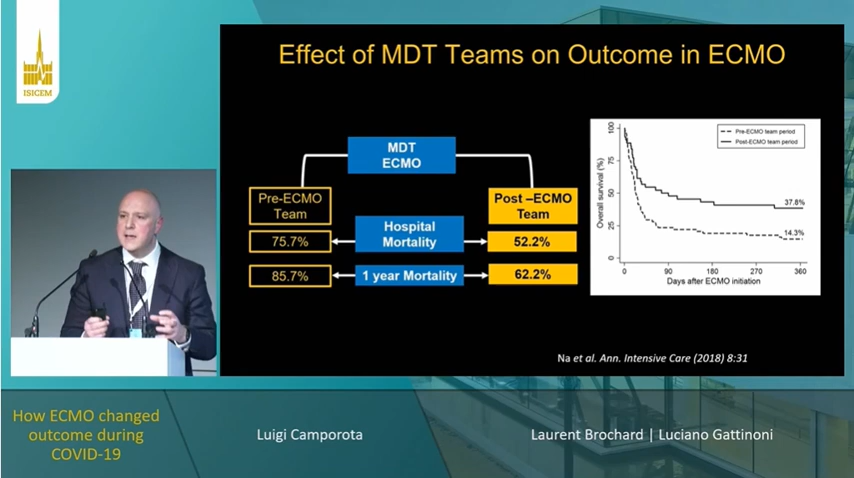 ISICEM
Effect of MDT Teams on Outcome in ECMO
MDT
ECMO
Pre-ECMO
Team
Post –ECMO
Team
Hospital
Mortality
75.7%
52.2%
85.7%
1 year Mortality
62.2%
Pre-ECMO team period
Post-ECMO team period
Overall survival (%)
100
75
50
25
0
37.8%
14.3%
0
90
180
270
360
Days after ECMO initiation
Na et al. Ann. Intensive Care (2018) 8:31
How ECMO changed
outcome during
COVID-19
Luigi Camporota
Laurent Brochard | Luciano Gattinoni